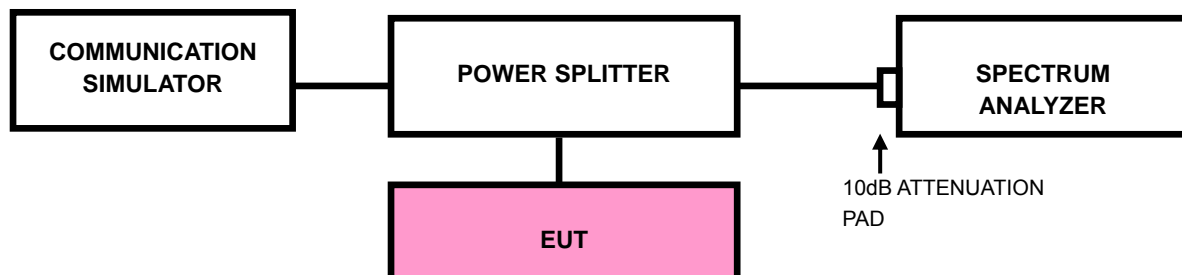 COMMUNICATION
SIMULATOR
POWER SPLITTER
SPECTRUM
ANALYZER
10dB ATTENUATION
PAD
EUT